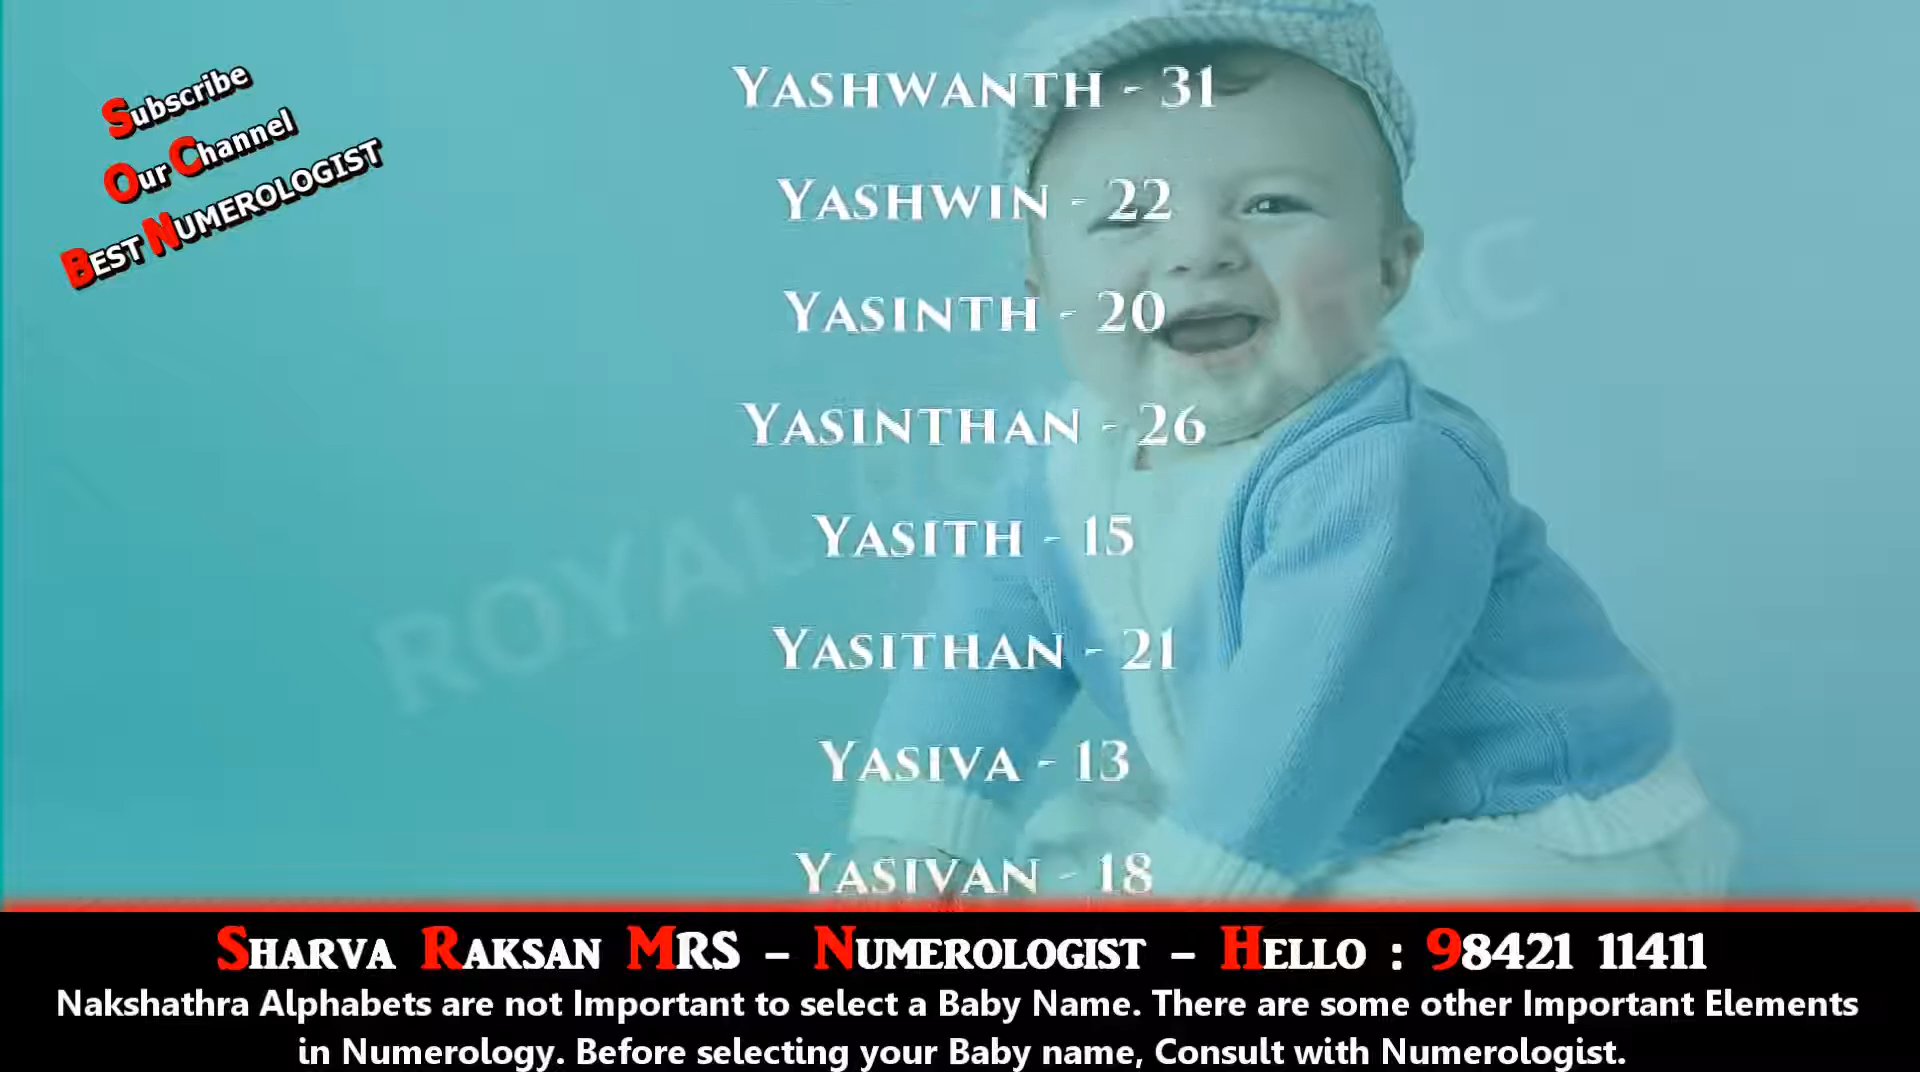 Subscribe
Our Channel
BEST NUMEROLOGIST
YASHWANTH - 31
YASHWIN - 22
YASINTH - 20
YASINTHAN - 26
YASITH - 15
YASITHAN - 21
YASIVA - 13
YASIVAN - 18
ROYAL
IC
SHARVA RAKSAN MRS – NUMEROLOGIST – HELLO : 98421 11411
Nakshathra Alphabets are not Important to select a Baby Name. There are some other Important Elements
in Numerology. Before selecting your Baby name, Consult with Numerologist.